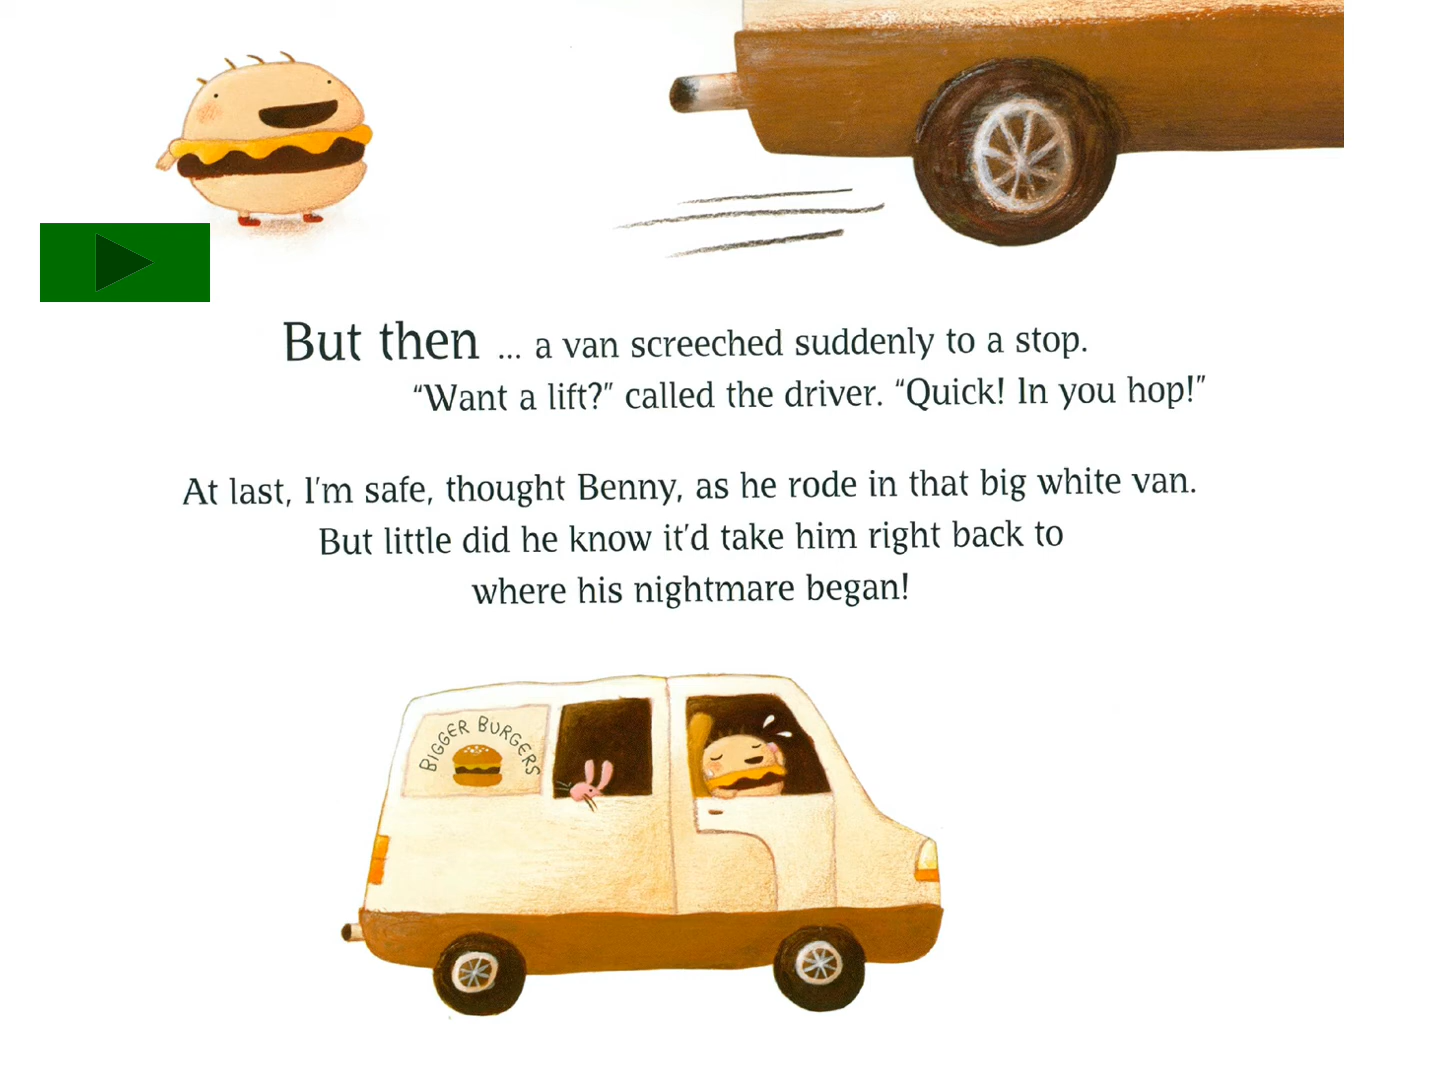 But then ... a van screeched suddenly to a stop.
“Want a lift?” called the driver. “Quick! In you hop!”
At last, I’m safe, thought Benny, as he rode in that big white van.
But little did he know it’d take him right back to
where his nightmare began!
BIGGER BURGERS